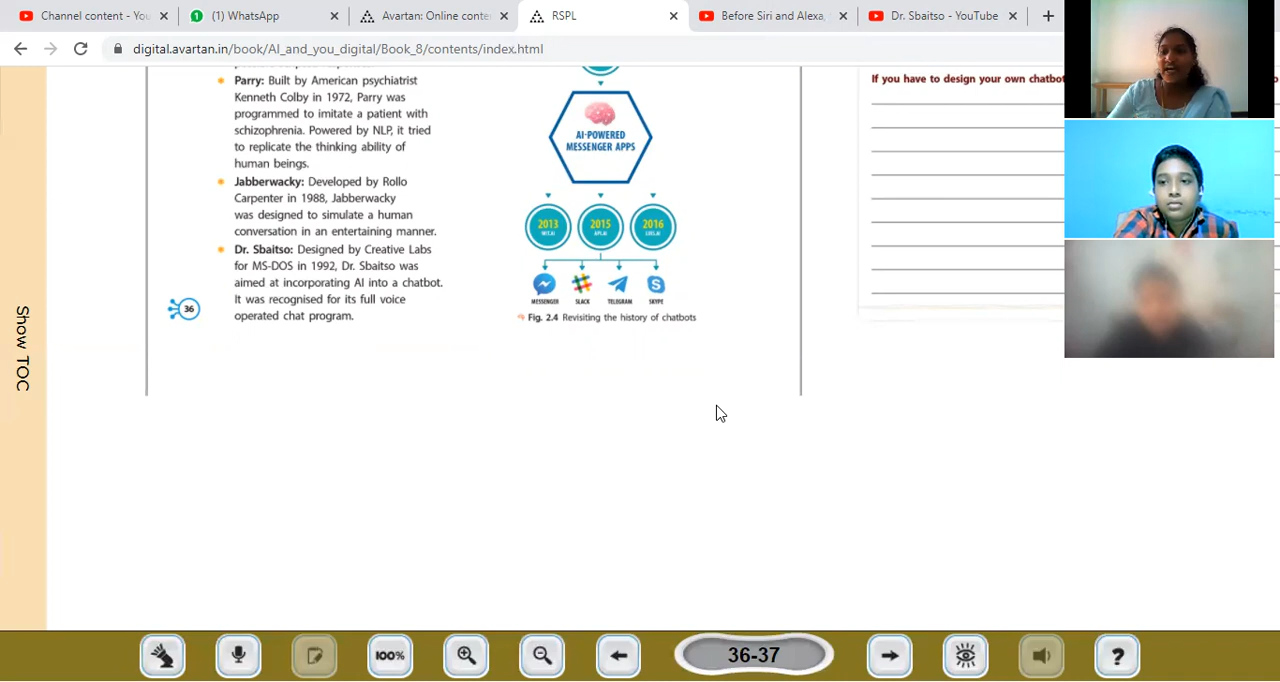 Channel content - You
(1) WhatsApp
Avartan: Online conte
RSPL
Before Siri and Alexa,
Dr. Sbaitso - YouTube
digital.avartan.in/book/AI_and_you_digital/Book_8/contents/index.html
Parry: Built by American psychiatrist
Kenneth Colby in 1972, Parry was
programmed to imitate a patient with
schizophrenia. Powered by NLP, it tried
to replicate the thinking ability of
human beings.
Jabberwacky: Developed by Rollo
Carpenter in 1988, Jabberwacky
was designed to simulate a human
conversation in an entertaining manner.
Dr. Sbaitso: Designed by Creative Labs
for MS-DOS in 1992, Dr. Sbaitso was
aimed at incorporating AI into a chatbot.
It was recognised for its full voice
operated chat program.
36
AI-POWERED
MESSENGER APPS
2013
WIT.AI
2015
API.AI
2016
MESSENGER
SLACK
TELEGRAM
SKYPE
Fig. 2.4 Revisiting the history of chatbots
If you have to design your own chatbot
Show TOC
100%
36-37
?